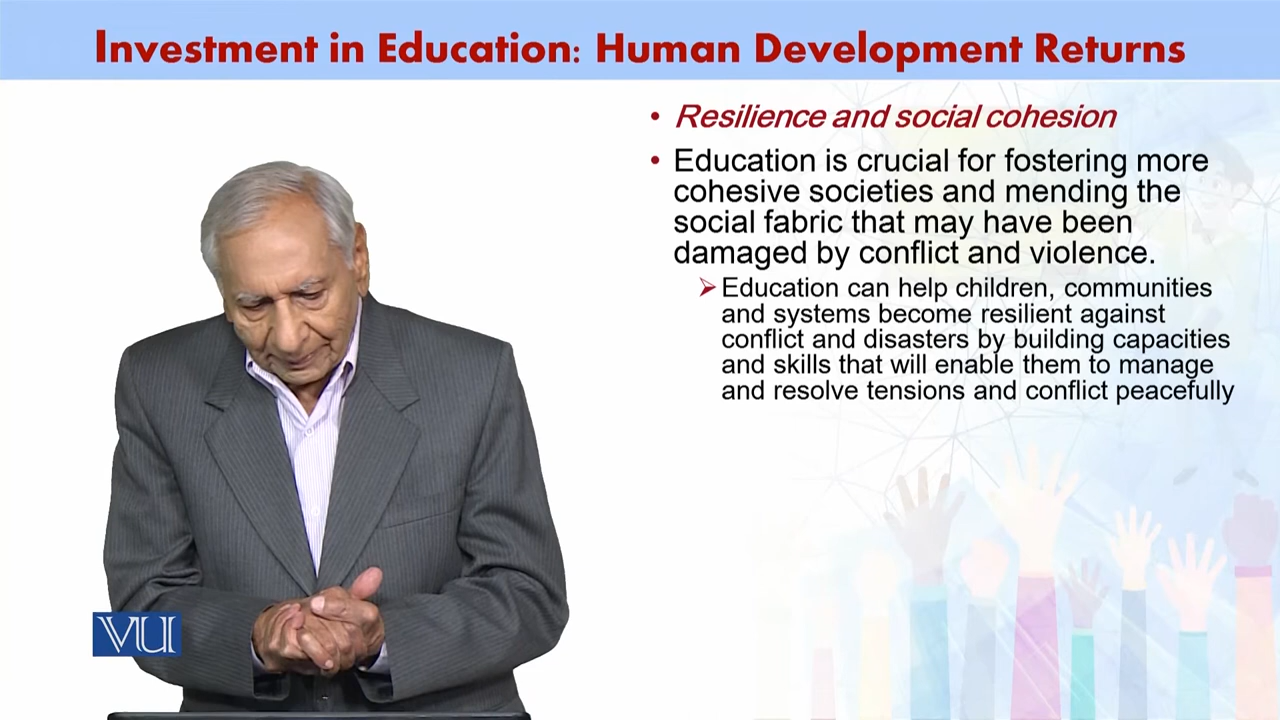 Investment in Education: Human Development Returns
• Resilience and social cohesion
• Education is crucial for fostering more
cohesive societies and mending the
social fabric that may have been
damaged by conflict and violence.
➢Education can help children, communities
and systems become resilient against
conflict and disasters by building capacities
and skills that will enable them to manage
and resolve tensions and conflict peacefully
VU